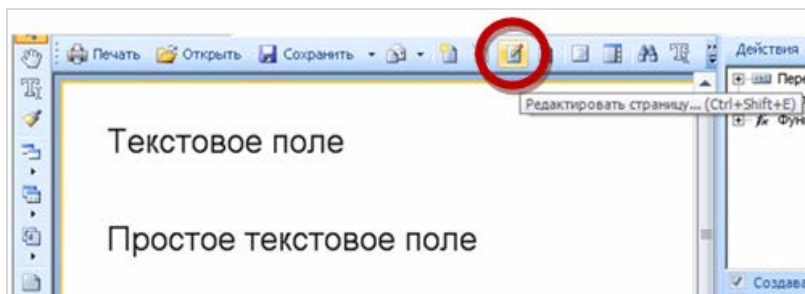 Печать Открыть Сохранить
Действия
Редактировать страницу... (Ctrl+Shift+E)
Текстовое поле
Простое текстовое поле